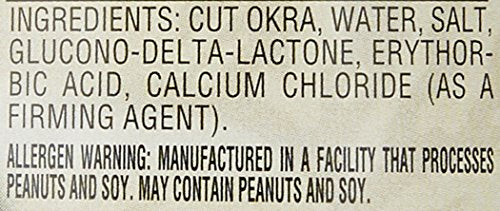 INGREDIENTS: CUT OKRA, WATER, SALT,
GLUCONO-DELTA-LACTONE, ERYTHOR-
BIC ACID, CALCIUM CHLORIDE (AS A
FIRMING AGENT).
ALLERGEN WARNING: MANUFACTURED IN A FACILITY THAT PROCESSES
PEANUTS AND SOY. MAY CONTAIN PEANUTS AND SOY.